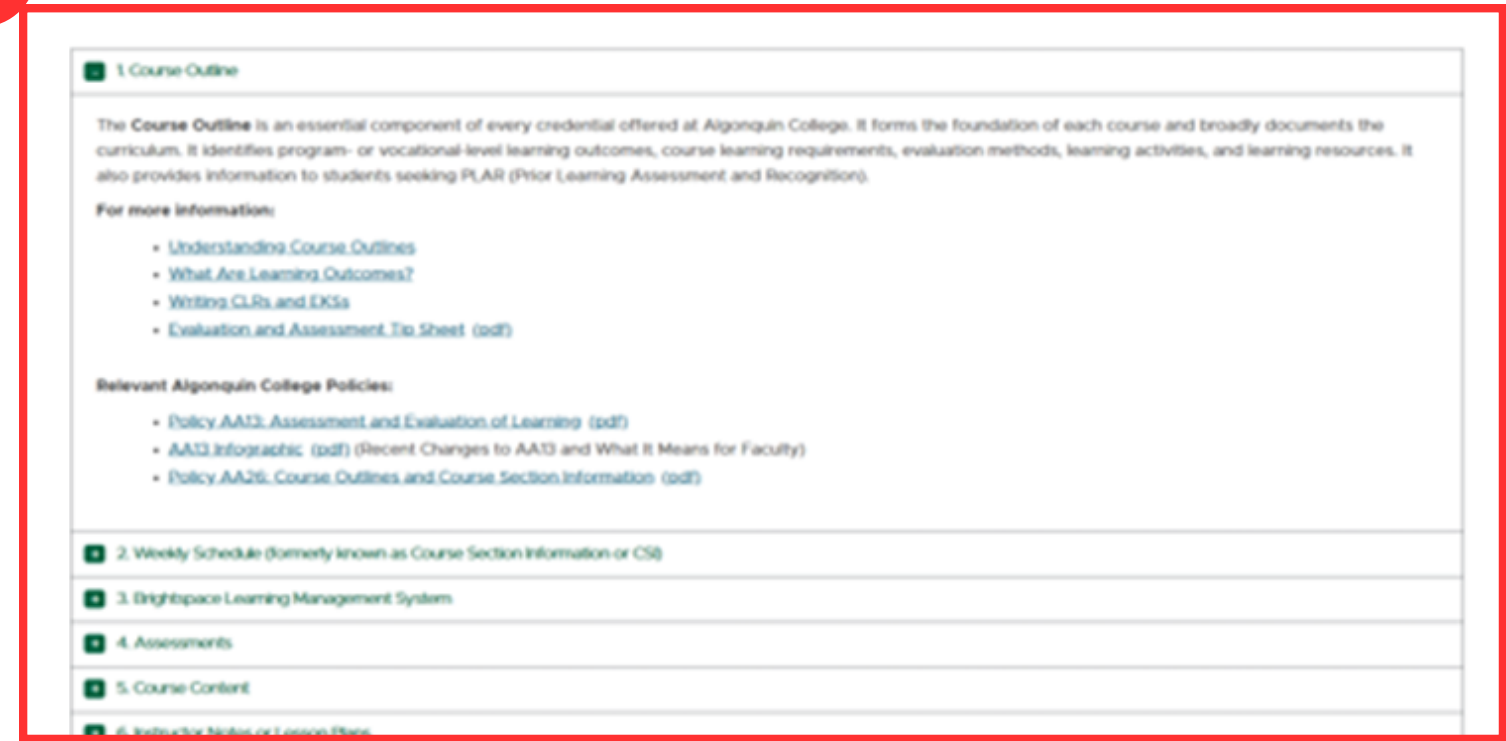 1. Course Outline
The Course Outline is an essential component of every credential offered at Algonquin College. It forms the foundation of each course and broadly documents the
curriculum. It identifies program- or vocational-level learning outcomes, course learning requirements, evaluation methods, learning activities, and learning resources. It
also provides information to students seeking PLAR (Prior Learning Assessment and Recognition).
For more information:
• Understanding Course Outlines
• What Are Learning Outcomes?
• Writing CLRs and EKSs
• Evaluation and Assessment Tip Sheet (pdf)
Relevant Algonquin College Policies:
• Policy AA13: Assessment and Evaluation of Learning (pdf)
• AA13 Infographic (pdf) (Recent Changes to AA13 and What It Means for Faculty)
• Policy AA26: Course Outlines and Course Section Information (pdf)
2. Weekly Schedule (formerly known as Course Section Information or CSI)
3. Brightspace Learning Management System
4. Assessments
5. Course Content
6. Instructor Notes or Lesson Plans